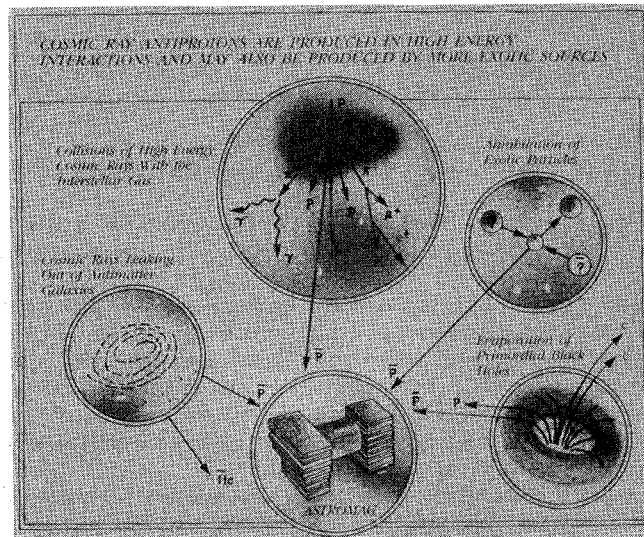 COSMIC RAY ANTIPROTONS ARE PRODUCED IN HIGH ENERGY
INTERACTIONS AND MAY ALSO BE PRODUCED BY MORE EXOTIC SOURCES
Collisions of High Energy
Cosmic Rays With the
Interstellar Gas
P
γ
γ
P
Annihilation of
Exotic Particles
?
Cosmic Rays Leaking
Out of Antimatter
Galaxies
P̄
P̄
Evaporation of
Primordial Black
Holes
P̄
P̄
P
H̄e
ASTROMAG